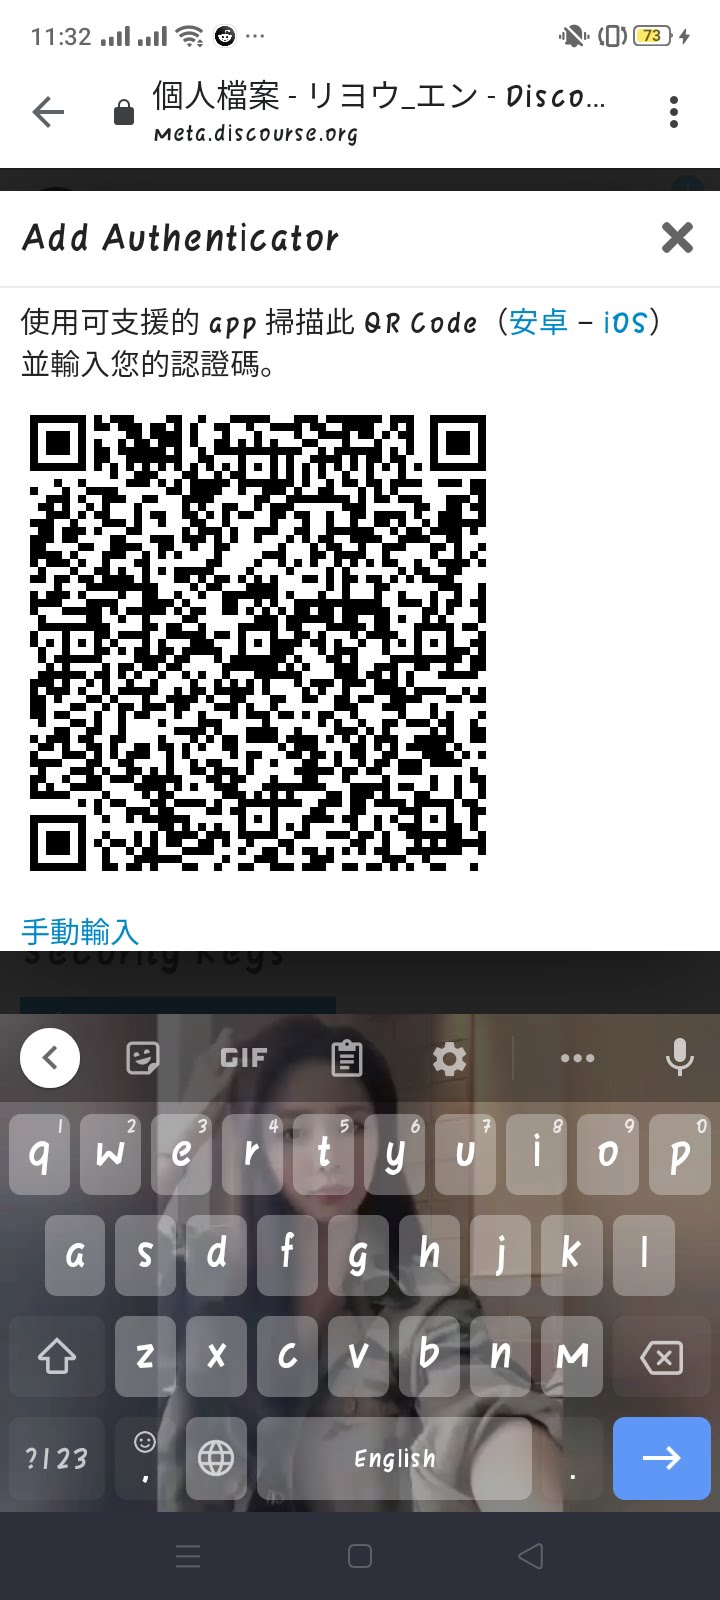 11:32 73
個人檔案 - リヨウ_エン - Disco...
meta.discourse.org
Add Authenticator
使用可支援的 app 掃描此 QR Code（安卓 – iOS）
並輸入您的認證碼。
手動輸入
Security Keys
GIF
1 2 3 4 5 6 7 8 9 0
q w e r t y u i o p
a s d f g h j k l
z x c v b n m
?123 , English .